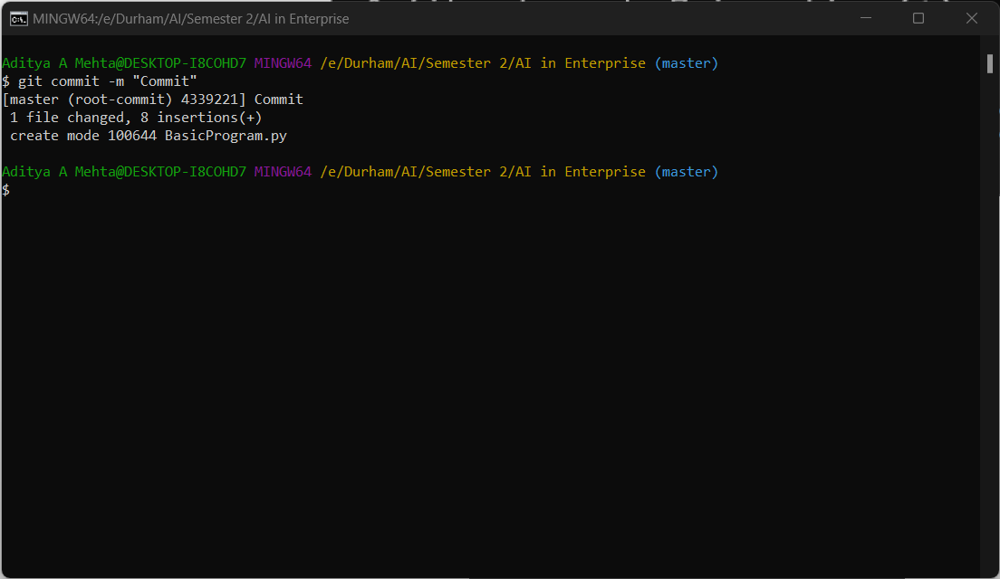 MINGW64:/e/Durham/AI/Semester 2/AI in Enterprise
Aditya A Mehta@DESKTOP-I8COHD7 MINGW64 /e/Durham/AI/Semester 2/AI in Enterprise (master)
$ git commit -m "Commit"
[master (root-commit) 4339221] Commit
 1 file changed, 8 insertions(+)
 create mode 100644 BasicProgram.py
Aditya A Mehta@DESKTOP-I8COHD7 MINGW64 /e/Durham/AI/Semester 2/AI in Enterprise (master)
$